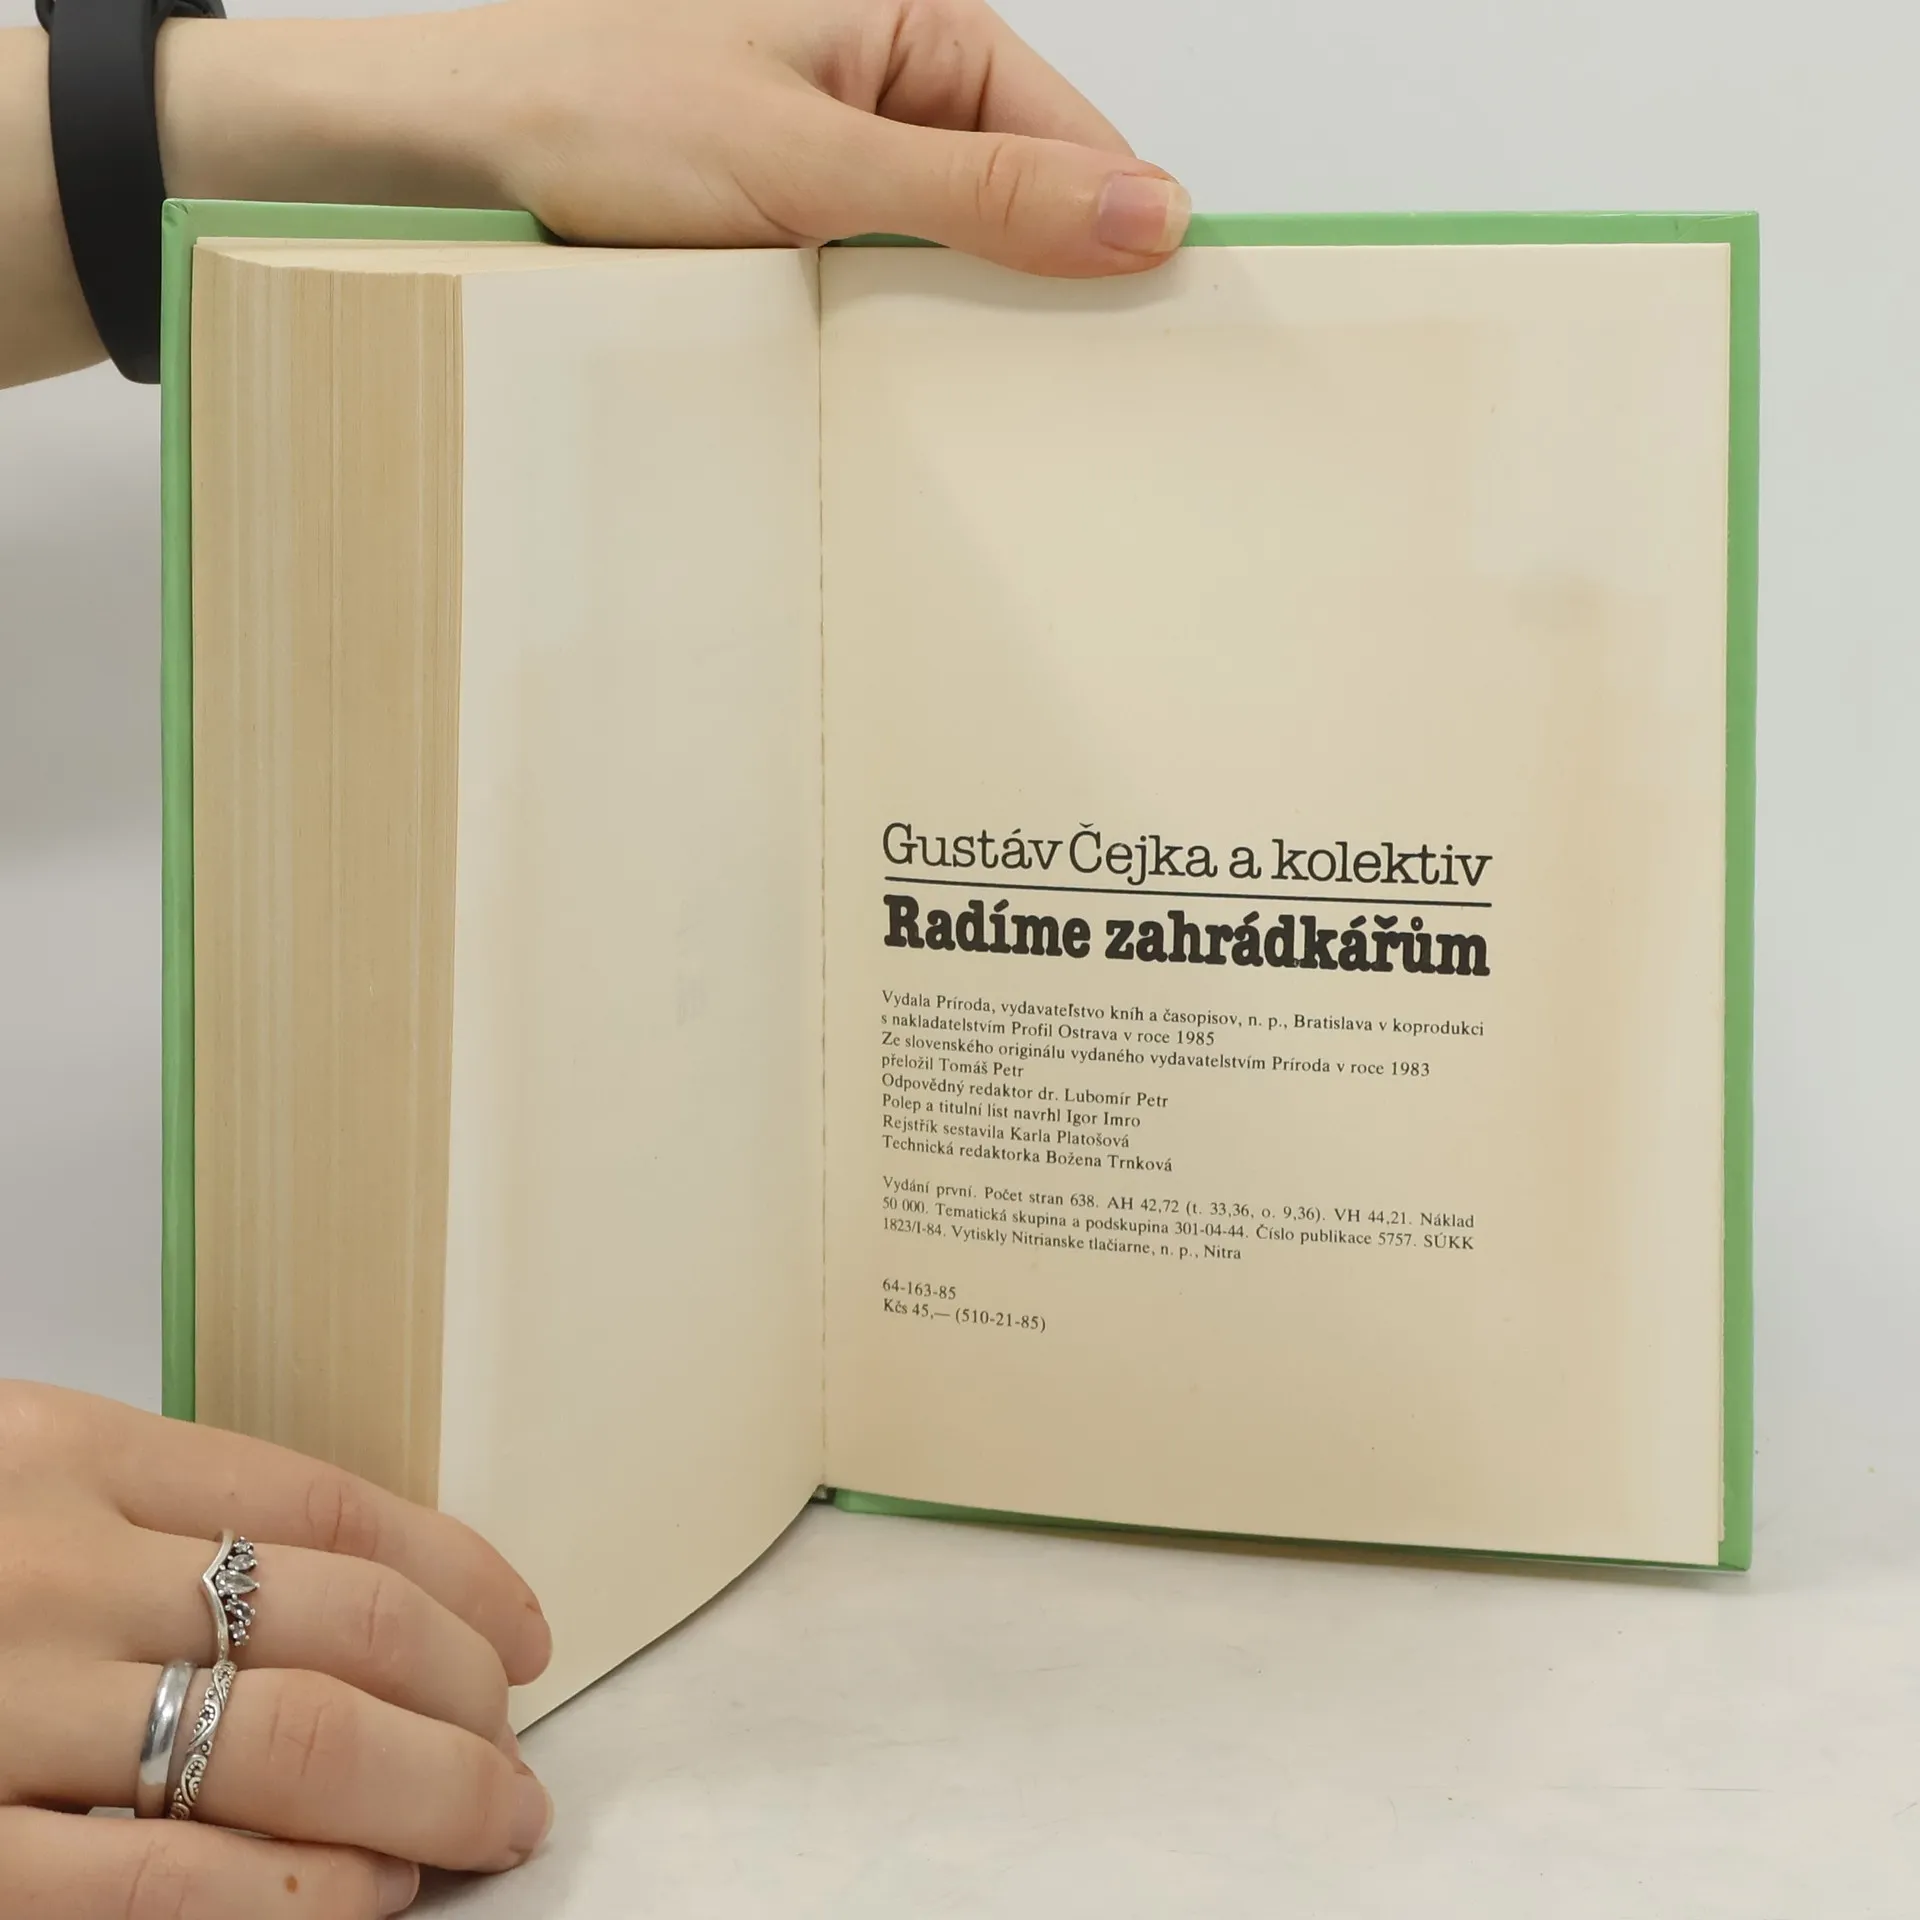 Gustáv Čejka a kolektiv
Radíme zahrádkářům
Vydala Príroda, vydavateľstvo kníh a časopisov, n. p., Bratislava v koprodukci
s nakladatelstvím Profil Ostrava v roce 1985
Ze slovenského originálu vydaného vydavatelstvím Príroda v roce 1983
přeložil Tomáš Petr
Odpovědný redaktor dr. Lubomír Petr
Polep a titulní list navrhl Igor Imro
Rejstřík sestavila Karla Platošová
Technická redaktorka Božena Trnková
Vydání první. Počet stran 638. AH 42,72 (t. 33,36, o. 9,36). VH 44,21. Náklad
50 000. Tematická skupina a podskupina 301-04-44. Číslo publikace 5757. SÚKK
1823/I-84. Vytiskly Nitrianske tlačiarne, n. p., Nitra
64-163-85
Kčs 45,— (510-21-85)